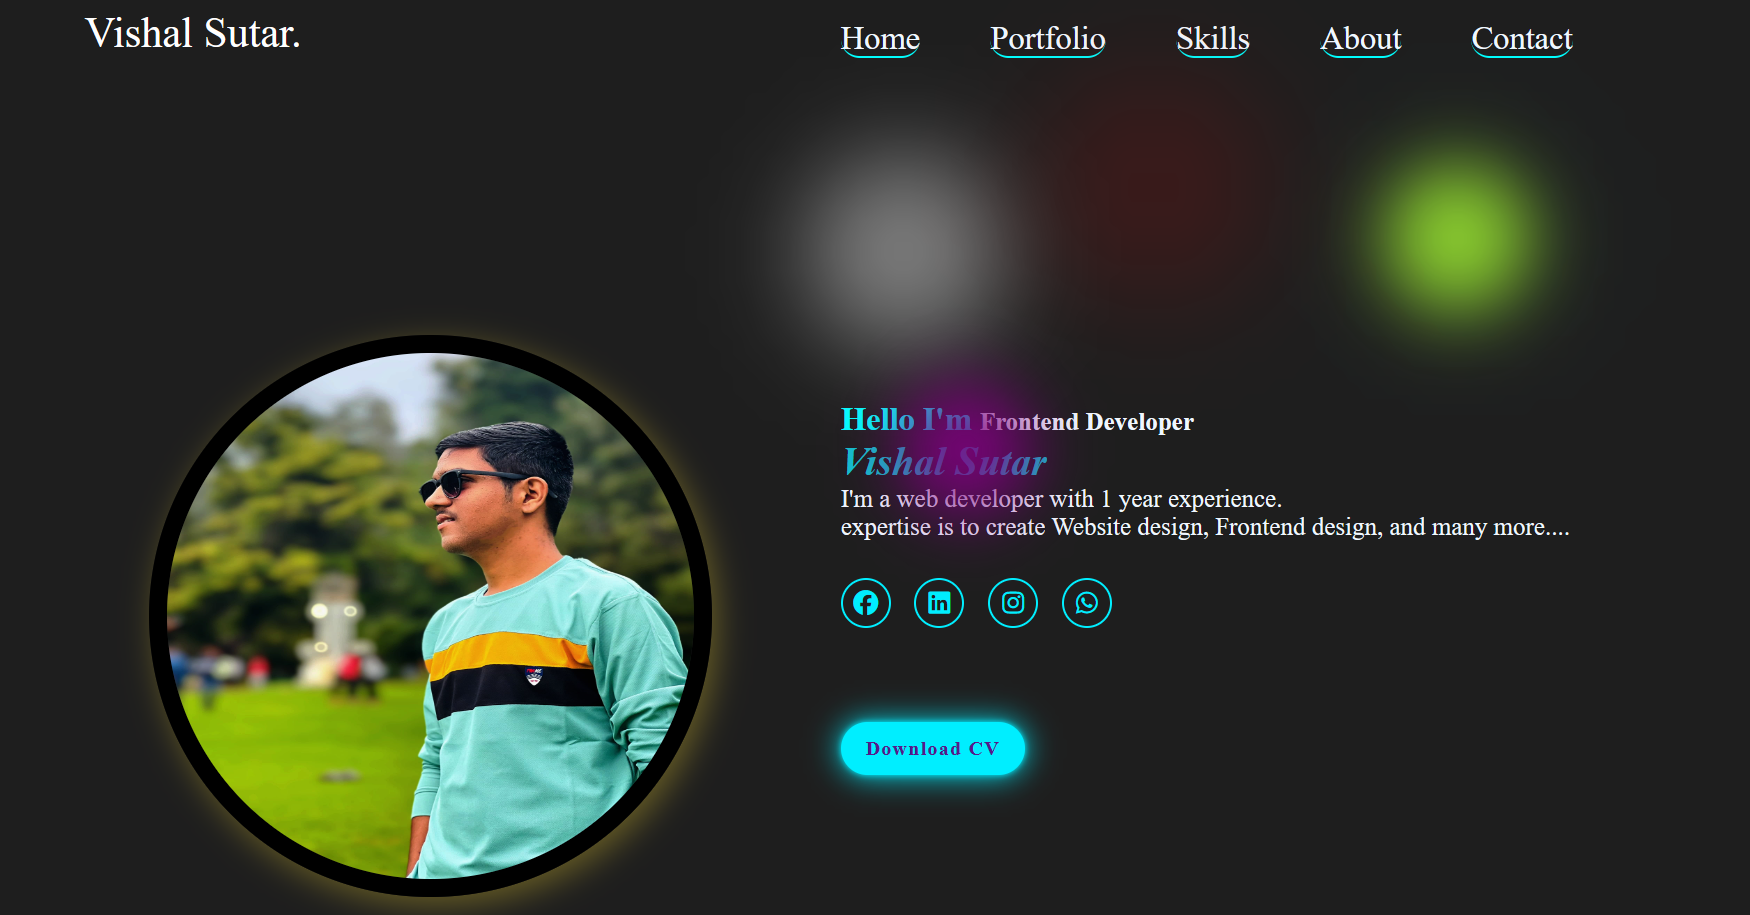 Vishal Sutar.
Home Portfolio Skills About Contact
Hello I'm Frontend Developer
Vishal Sutar
I'm a web developer with 1 year experience.
expertise is to create Website design, Frontend design, and many more....
Download CV